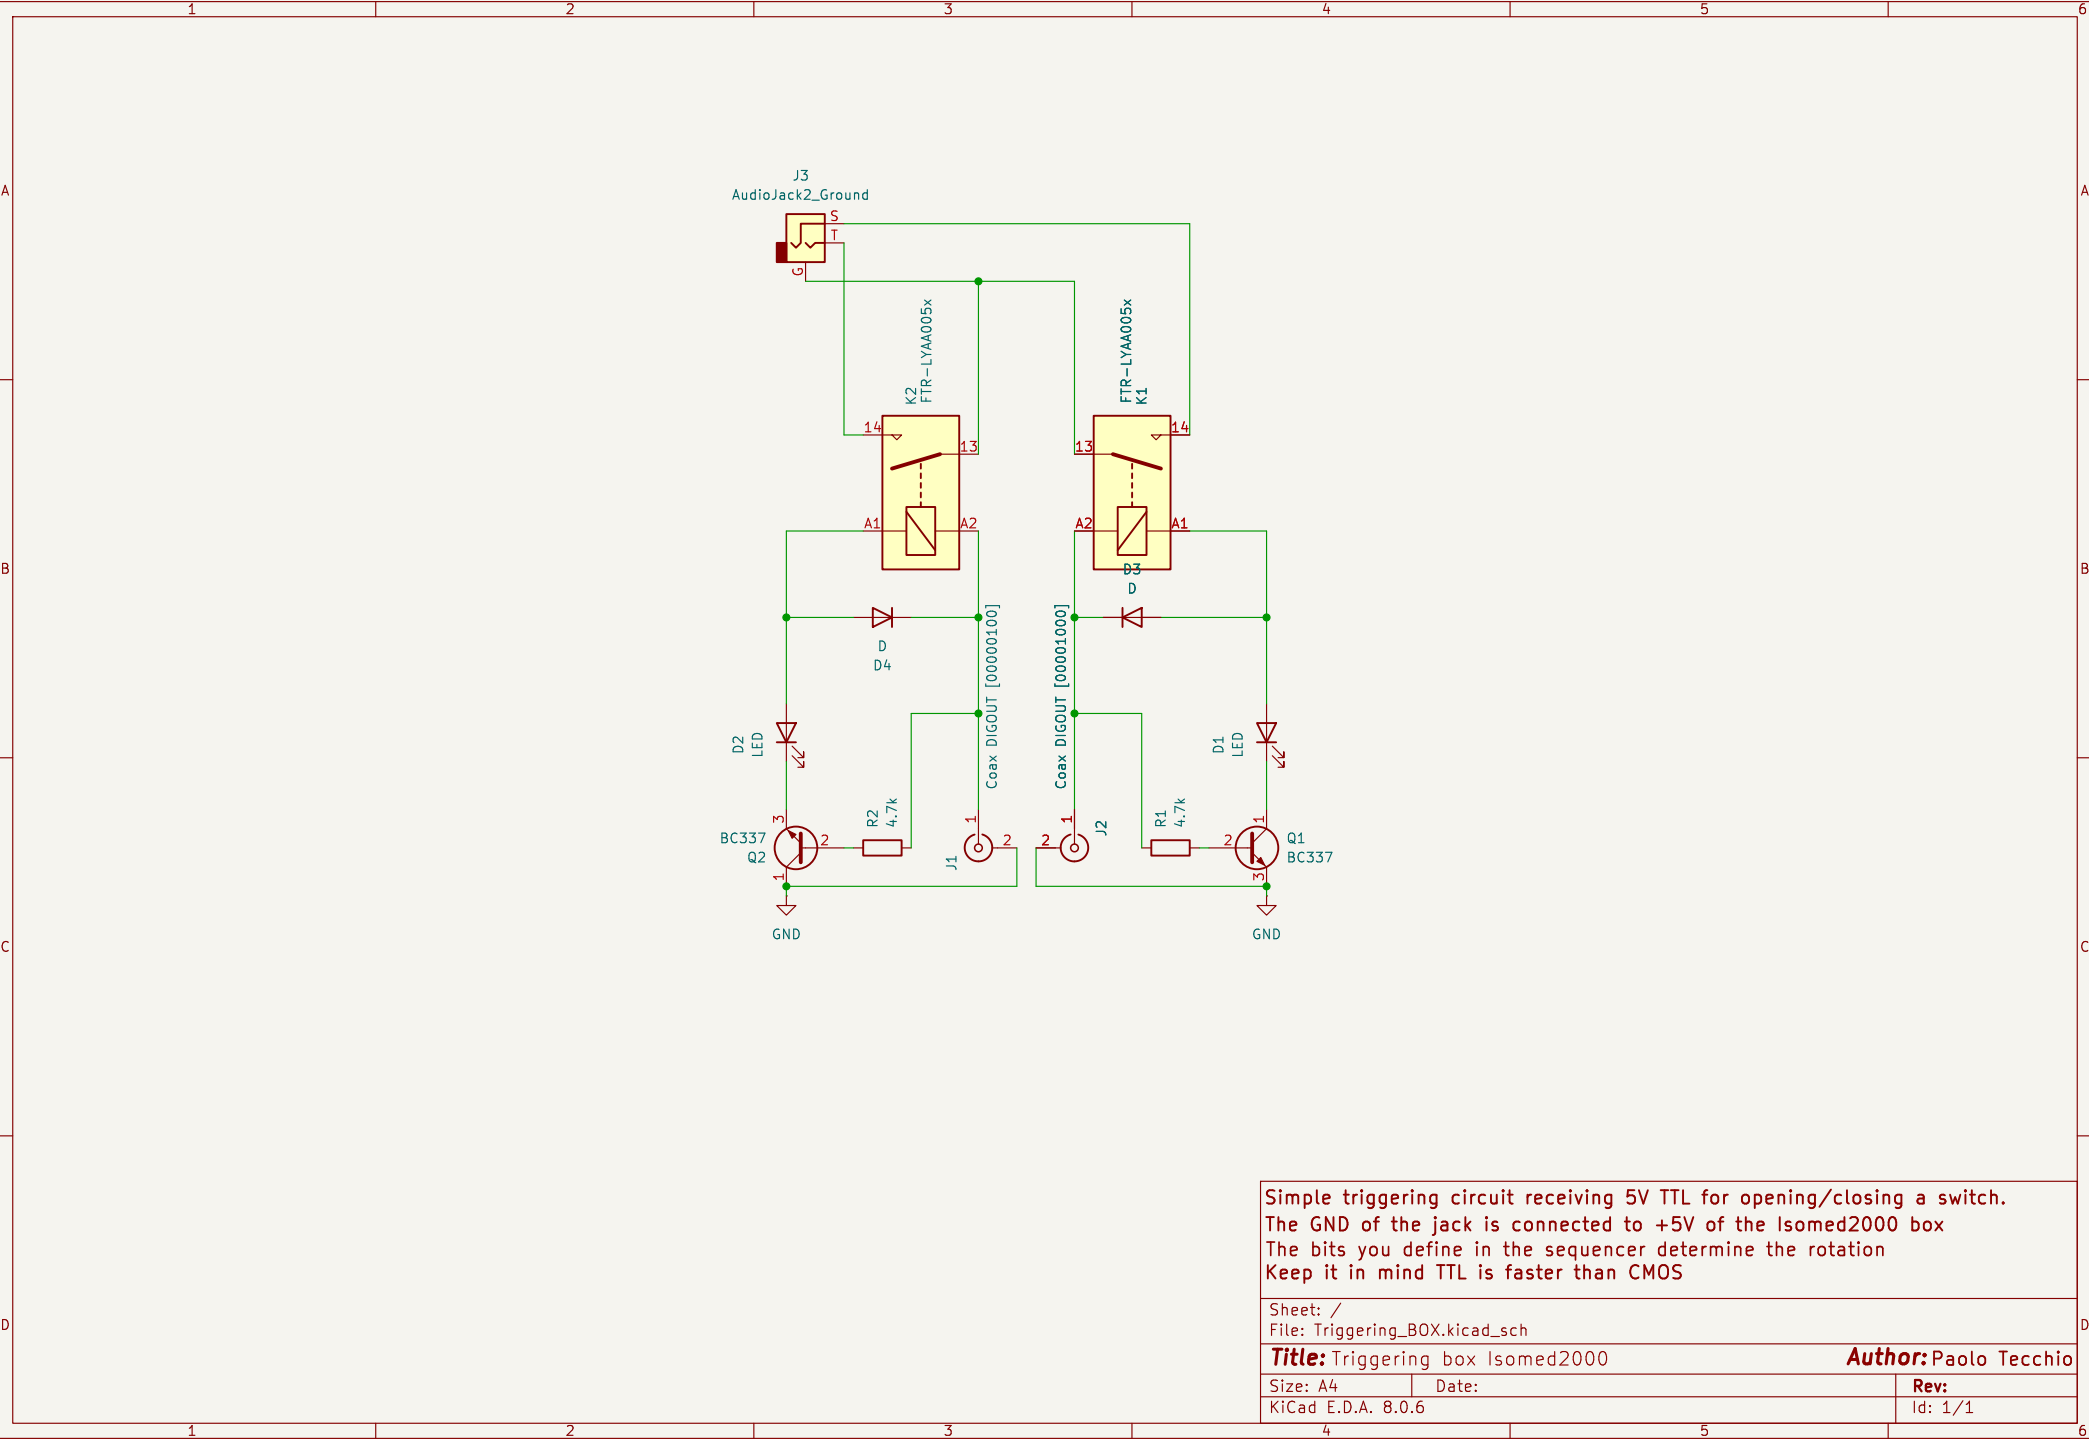 1 2 3 4 5 6
A A
J3
AudioJack2_Ground
S
T
G
FTR-LYAA005x
K2
FTR-LYAA005x
K1
14 14
13 13
A1 A2 A2 A1
B B
D3
D
D
D4
Coax DIGOUT [00000100]
Coax DIGOUT [00001000]
D2
LED
D1
LED
R2
4.7k
R1
4.7k
3 1 1 1
J2
BC337
Q2
2 2 2 2
Q1
BC337
J1
1 3
GND GND
C C
Simple triggering circuit receiving 5V TTL for opening/closing a switch.
The GND of the jack is connected to +5V of the Isomed2000 box
The bits you define in the sequencer determine the rotation
Keep it in mind TTL is faster than CMOS
Sheet: /
D D
File: Triggering_BOX.kicad_sch
Title: Triggering box Isomed2000 Author: Paolo Tecchio
Size: A4 Date: Rev:
KiCad E.D.A. 8.0.6 Id: 1/1
1 2 3 4 5 6